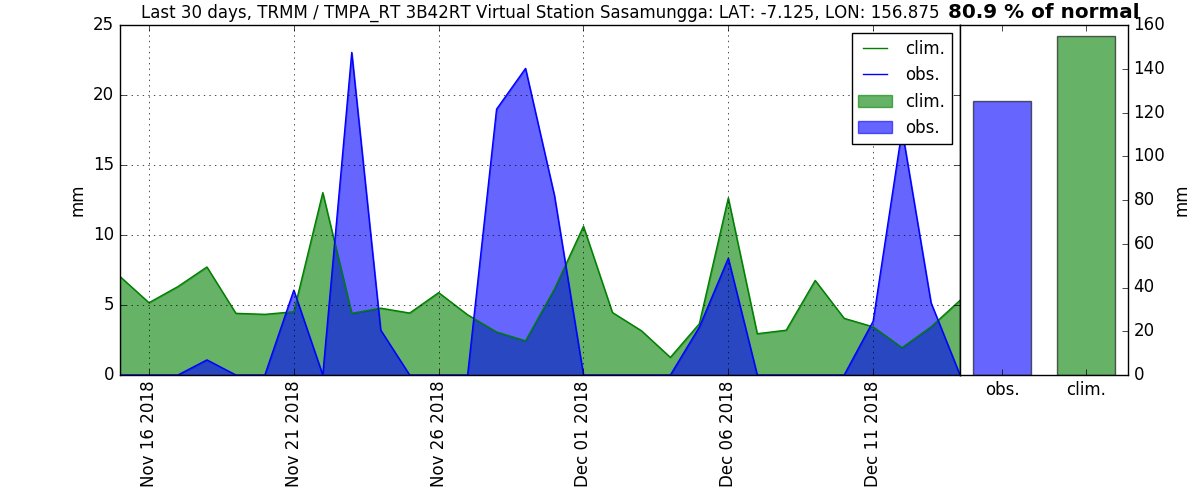 Last 30 days, TRMM / TMPA_RT 3B42RT Virtual Station Sasamungga: LAT: -7.125, LON: 156.875
80.9 % of normal
25
20
15
10
5
0
mm
clim.
obs.
clim.
obs.
Nov 16 2018
Nov 21 2018
Nov 26 2018
Dec 01 2018
Dec 06 2018
Dec 11 2018
160
140
120
100
80
60
40
20
0
mm
obs.
clim.